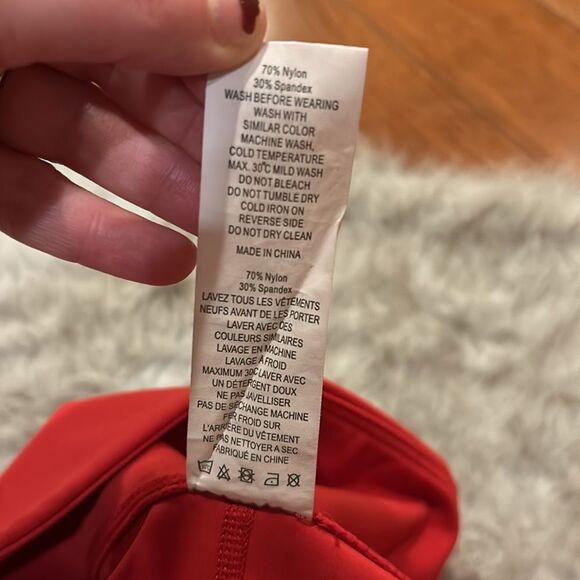 70% Nylon
30% Spandex
WASH BEFORE WEARING
WASH WITH
SIMILAR COLOR
MACHINE WASH,
COLD TEMPERATURE
MAX. 30℃ MILD WASH
DO NOT BLEACH
DO NOT TUMBLE DRY
COLD IRON ON
REVERSE SIDE
DO NOT DRY CLEAN
MADE IN CHINA
70% Nylon
30% Spandex
LAVEZ TOUS LES VÊTEMENTS
NEUFS AVANT DE LES PORTER
LAVER AVEC DES
COULEURS SIMILAIRES
LAVAGE EN MACHINE
LAVAGE À FROID
MAXIMUM 30℃ LAVER AVEC
UN DÉTERGENT DOUX
NE PAS JAVELLISER
PAS DE SÉCHAGE MACHINE
FER FROID SUR
L'ARRIÈRE DU VÊTEMENT
NE PAS NETTOYER A SEC
FABRIQUÉ EN CHINE